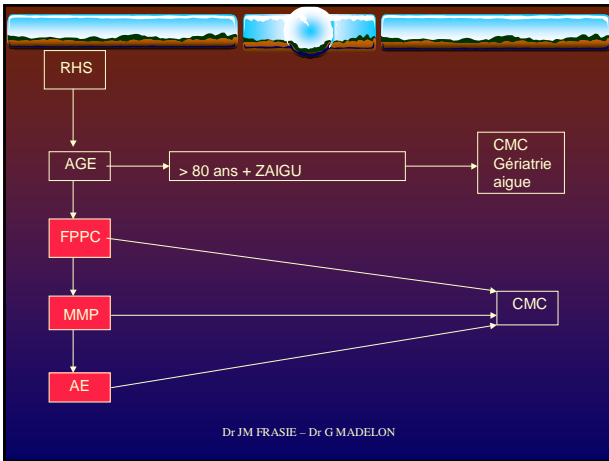 RHS
AGE
> 80 ans + ZAIGU
CMC
Gériatrie
aigue
FPPC
MMP
CMC
AE
Dr JM FRASIE – Dr G MADELON